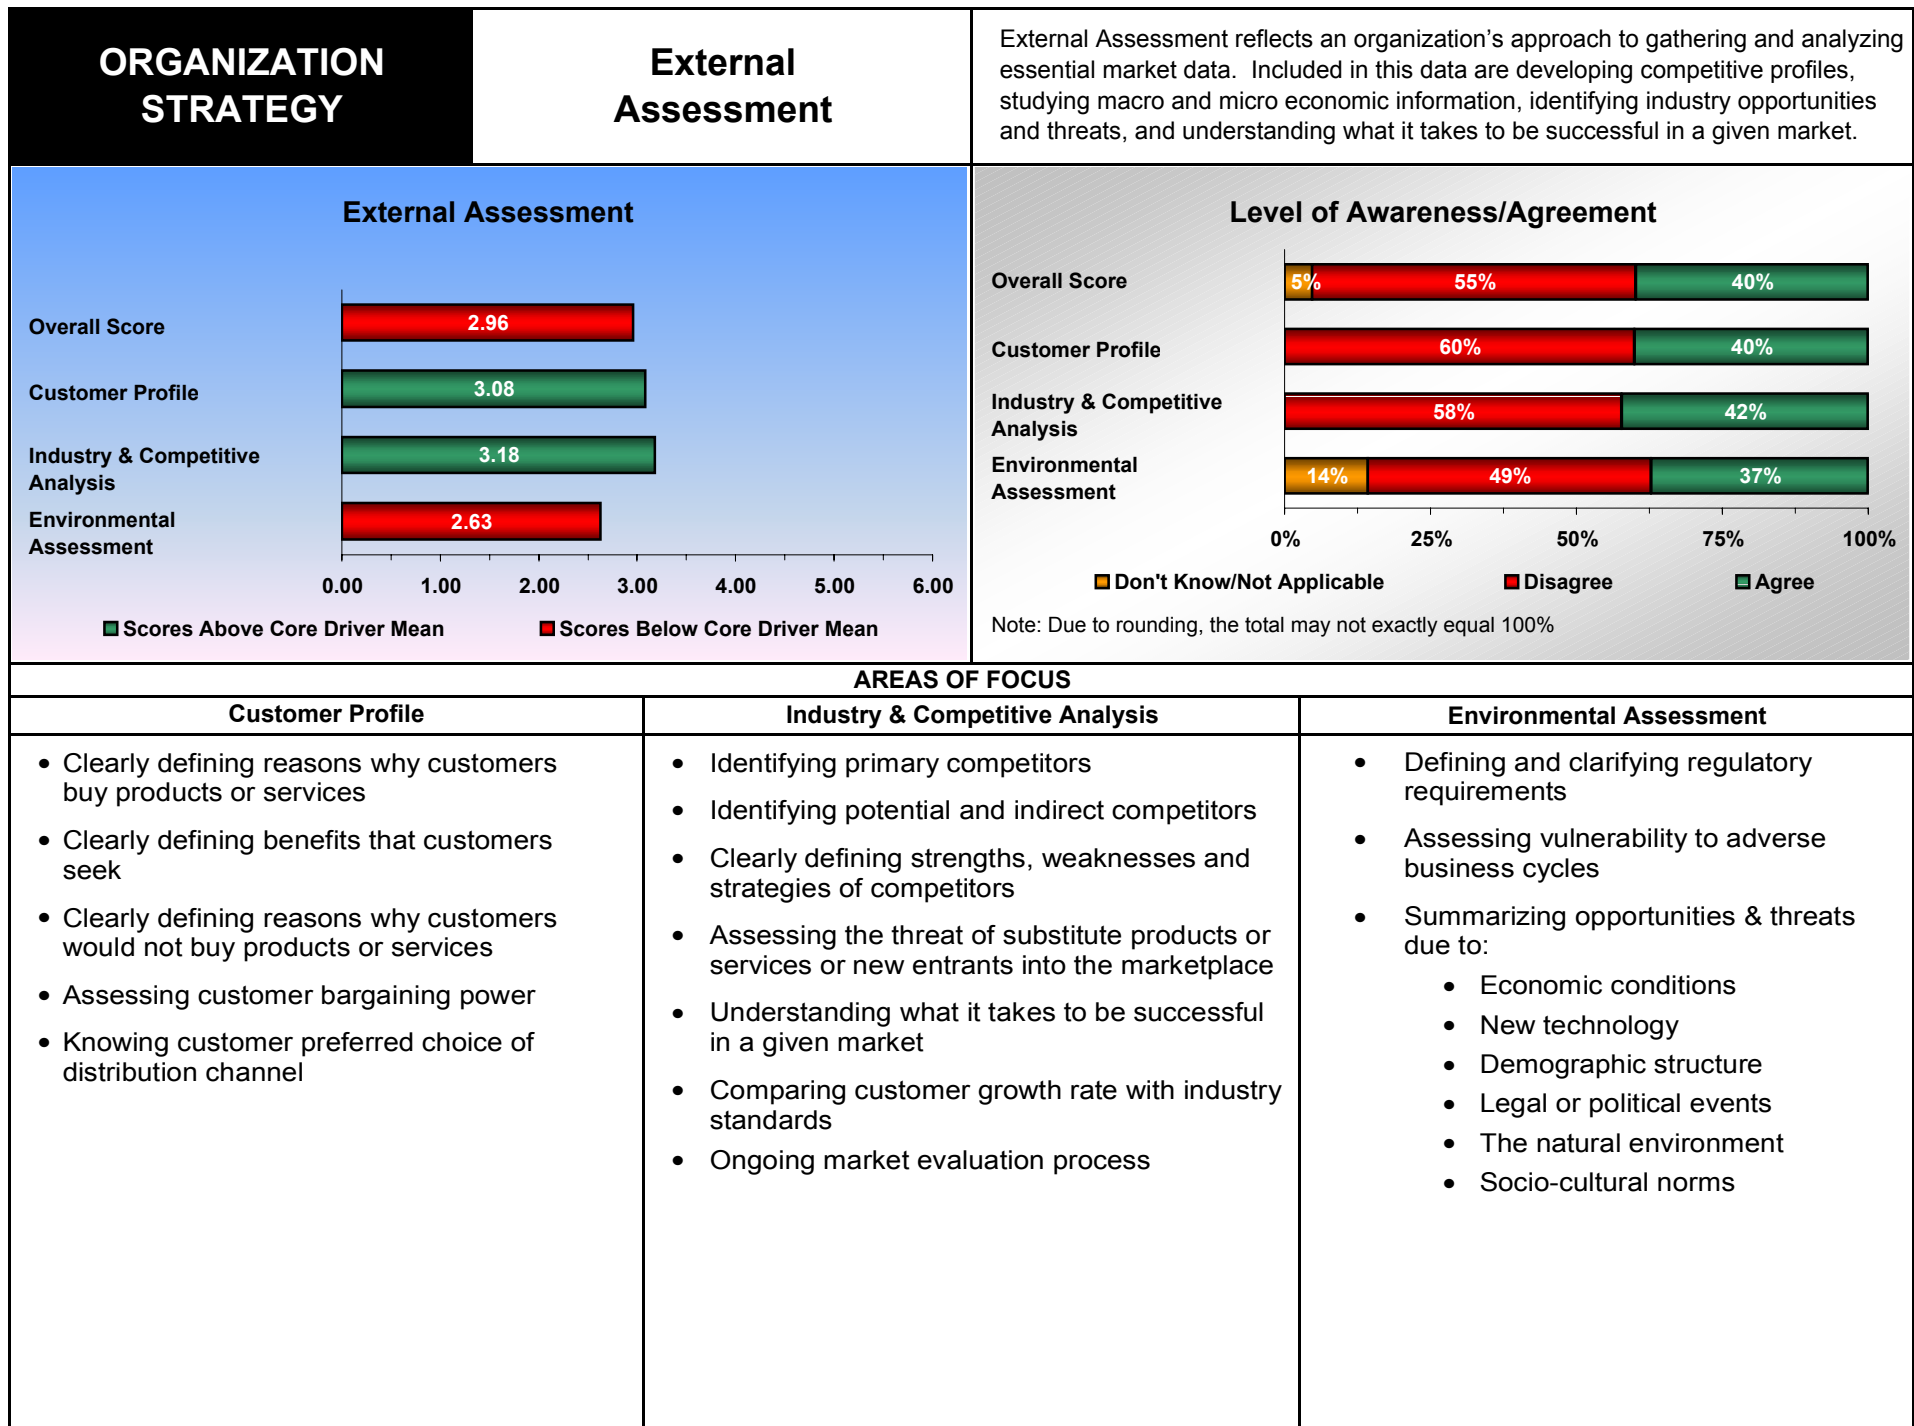 ORGANIZATION
STRATEGY
External
Assessment
External Assessment reflects an organization’s approach to gathering and analyzing
essential market data.  Included in this data are developing competitive profiles,
studying macro and micro economic information, identifying industry opportunities
and threats, and understanding what it takes to be successful in a given market.
External Assessment
Overall Score
2.96
Customer Profile
3.08
Industry & Competitive
Analysis
3.18
Environmental
Assessment
2.63
0.00 1.00 2.00 3.00 4.00 5.00 6.00
Scores Above Core Driver Mean
Scores Below Core Driver Mean
Level of Awareness/Agreement
Overall Score
5% 55% 40%
Customer Profile
60% 40%
Industry & Competitive
Analysis
58% 42%
Environmental
Assessment
14% 49% 37%
0% 25% 50% 75% 100%
Don't Know/Not Applicable
Disagree
Agree
Note: Due to rounding, the total may not exactly equal 100%
AREAS OF FOCUS
Customer Profile
• Clearly defining reasons why customers
buy products or services
• Clearly defining benefits that customers
seek
• Clearly defining reasons why customers
would not buy products or services
• Assessing customer bargaining power
• Knowing customer preferred choice of
distribution channel
Industry & Competitive Analysis
• Identifying primary competitors
• Identifying potential and indirect competitors
• Clearly defining strengths, weaknesses and
strategies of competitors
• Assessing the threat of substitute products or
services or new entrants into the marketplace
• Understanding what it takes to be successful
in a given market
• Comparing customer growth rate with industry
standards
• Ongoing market evaluation process
Environmental Assessment
• Defining and clarifying regulatory
requirements
• Assessing vulnerability to adverse
business cycles
• Summarizing opportunities & threats
due to:
• Economic conditions
• New technology
• Demographic structure
• Legal or political events
• The natural environment
• Socio-cultural norms